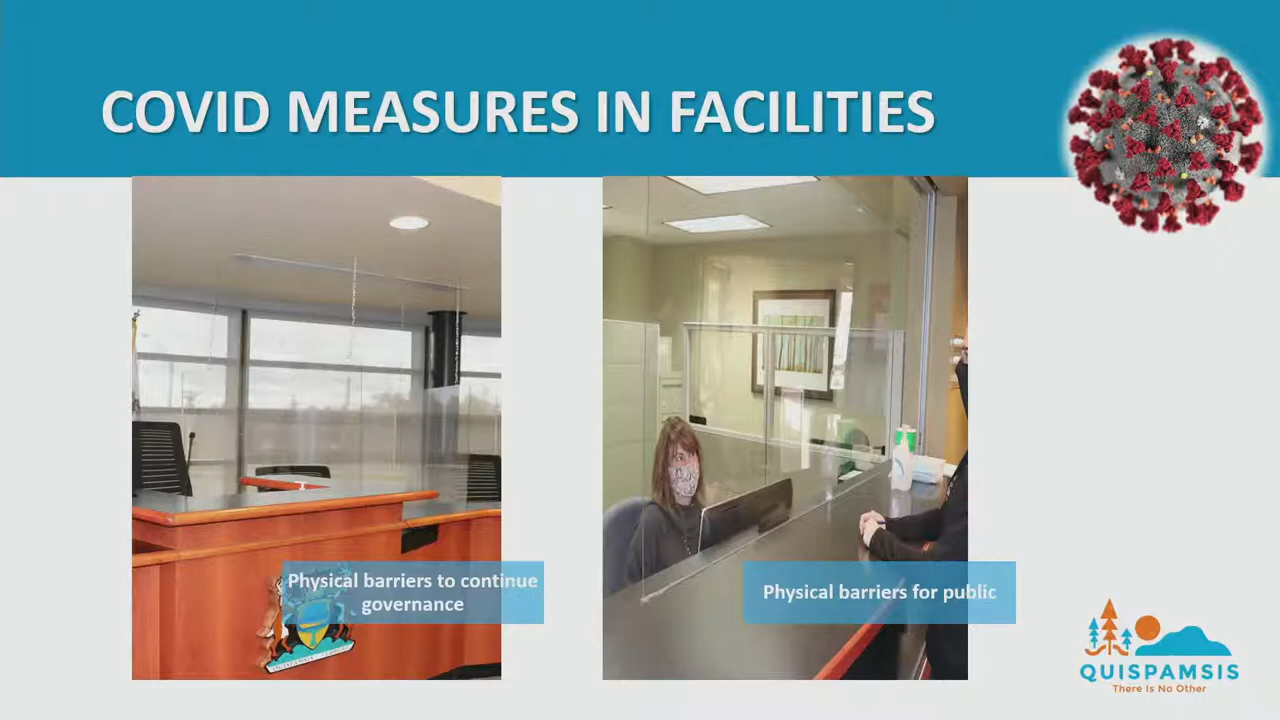 COVID MEASURES IN FACILITIES
Physical barriers to continue
governance
Physical barriers for public
QUISPAMSIS
There Is No Other